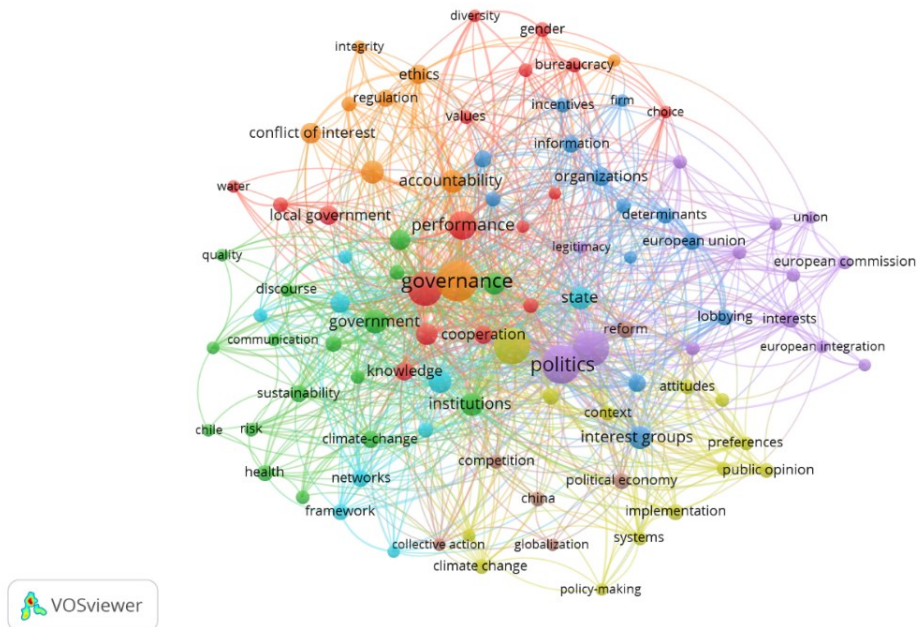 diversity
gender
integrity
bureaucracy
ethics
regulation
incentives
firm
values
choice
conflict of interest
information
accountability
organizations
water
local government
performance
determinants
union
legitimacy
european union
quality
european commission
governance
discourse
state
government
lobbying
interests
cooperation
reform
communication
european integration
politics
knowledge
attitudes
sustainability
institutions
context
chile
risk
climate-change
interest groups
preferences
competition
public opinion
health
networks
political economy
china
framework
implementation
collective action
globalization
systems
climate change
policy-making
VOSviewer